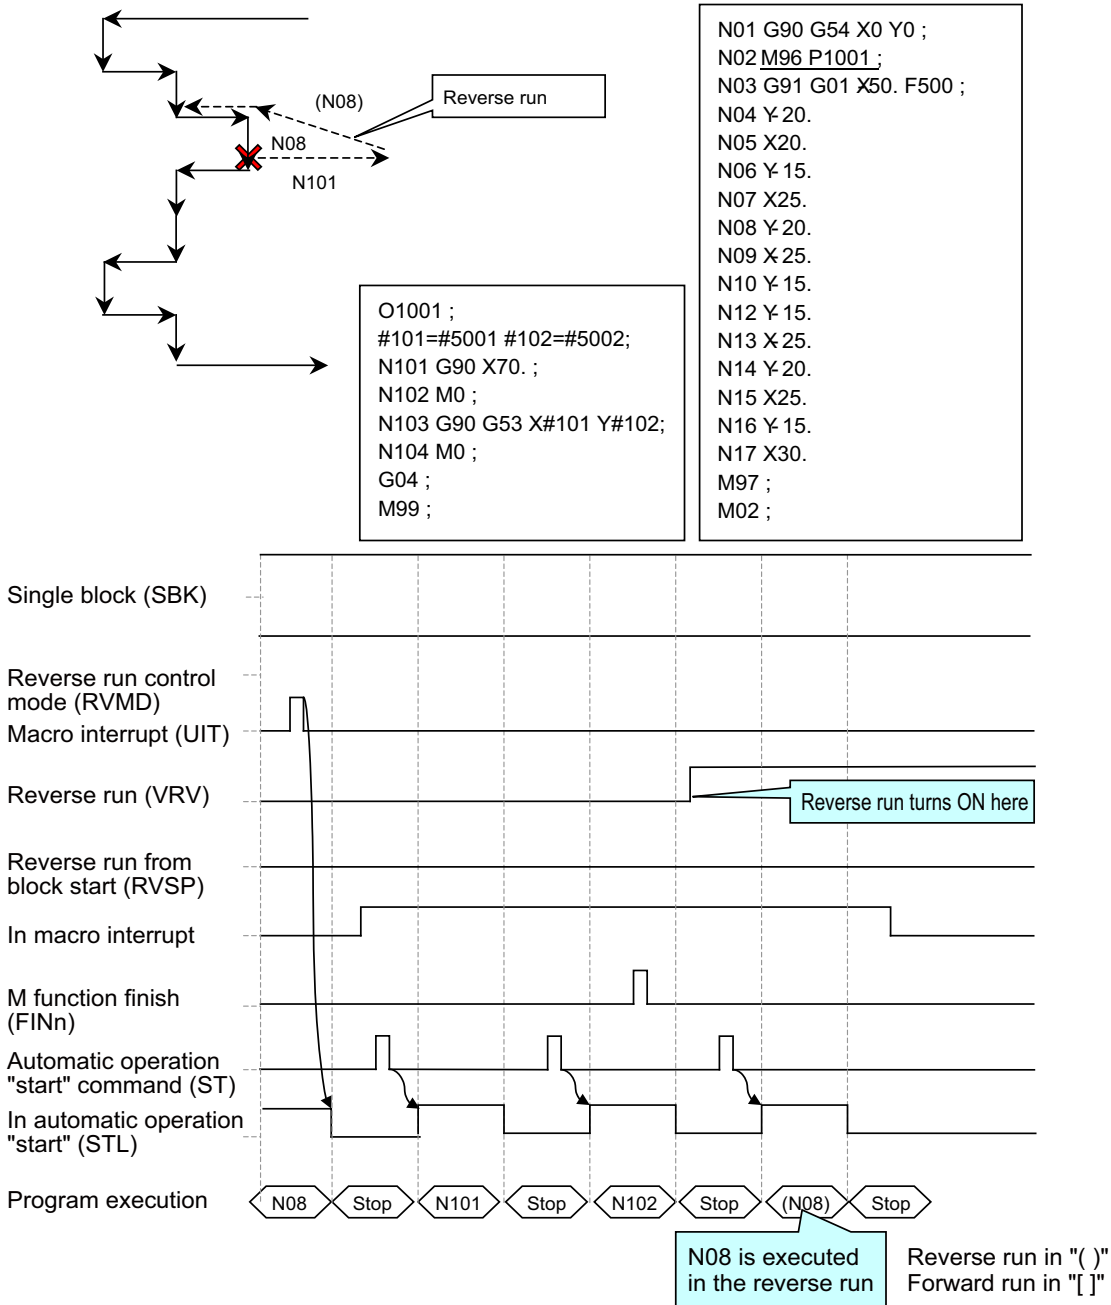 (N08)
Reverse run
N08
N101
N01 G90 G54 X0 Y0 ;
N02 M96 P1001 ;
N03 G91 G01 X-50. F500 ;
N04 Y-20.
N05 X20.
N06 Y-15.
N07 X25.
N08 Y-20.
N09 X-25.
N10 Y-15.
N12 Y-15.
N13 X-25.
N14 Y-20.
N15 X25.
N16 Y-15.
N17 X30.
M97 ;
M02 ;
O1001 ;
#101=#5001 #102=#5002;
N101 G90 X70. ;
N102 M0 ;
N103 G90 G53 X#101 Y#102;
N104 M0 ;
G04 ;
M99 ;
Single block (SBK)
Reverse run control
mode (RVMD)
Macro interrupt (UIT)
Reverse run (VRV)
Reverse run turns ON here
Reverse run from
block start (RVSP)
In macro interrupt
M function finish
(FINn)
Automatic operation
"start" command (ST)
In automatic operation
"start" (STL)
Program execution
N08
Stop
N101
Stop
N102
Stop
(N08)
Stop
N08 is executed
in the reverse run
Reverse run in "( )"
Forward run in "[ ]"